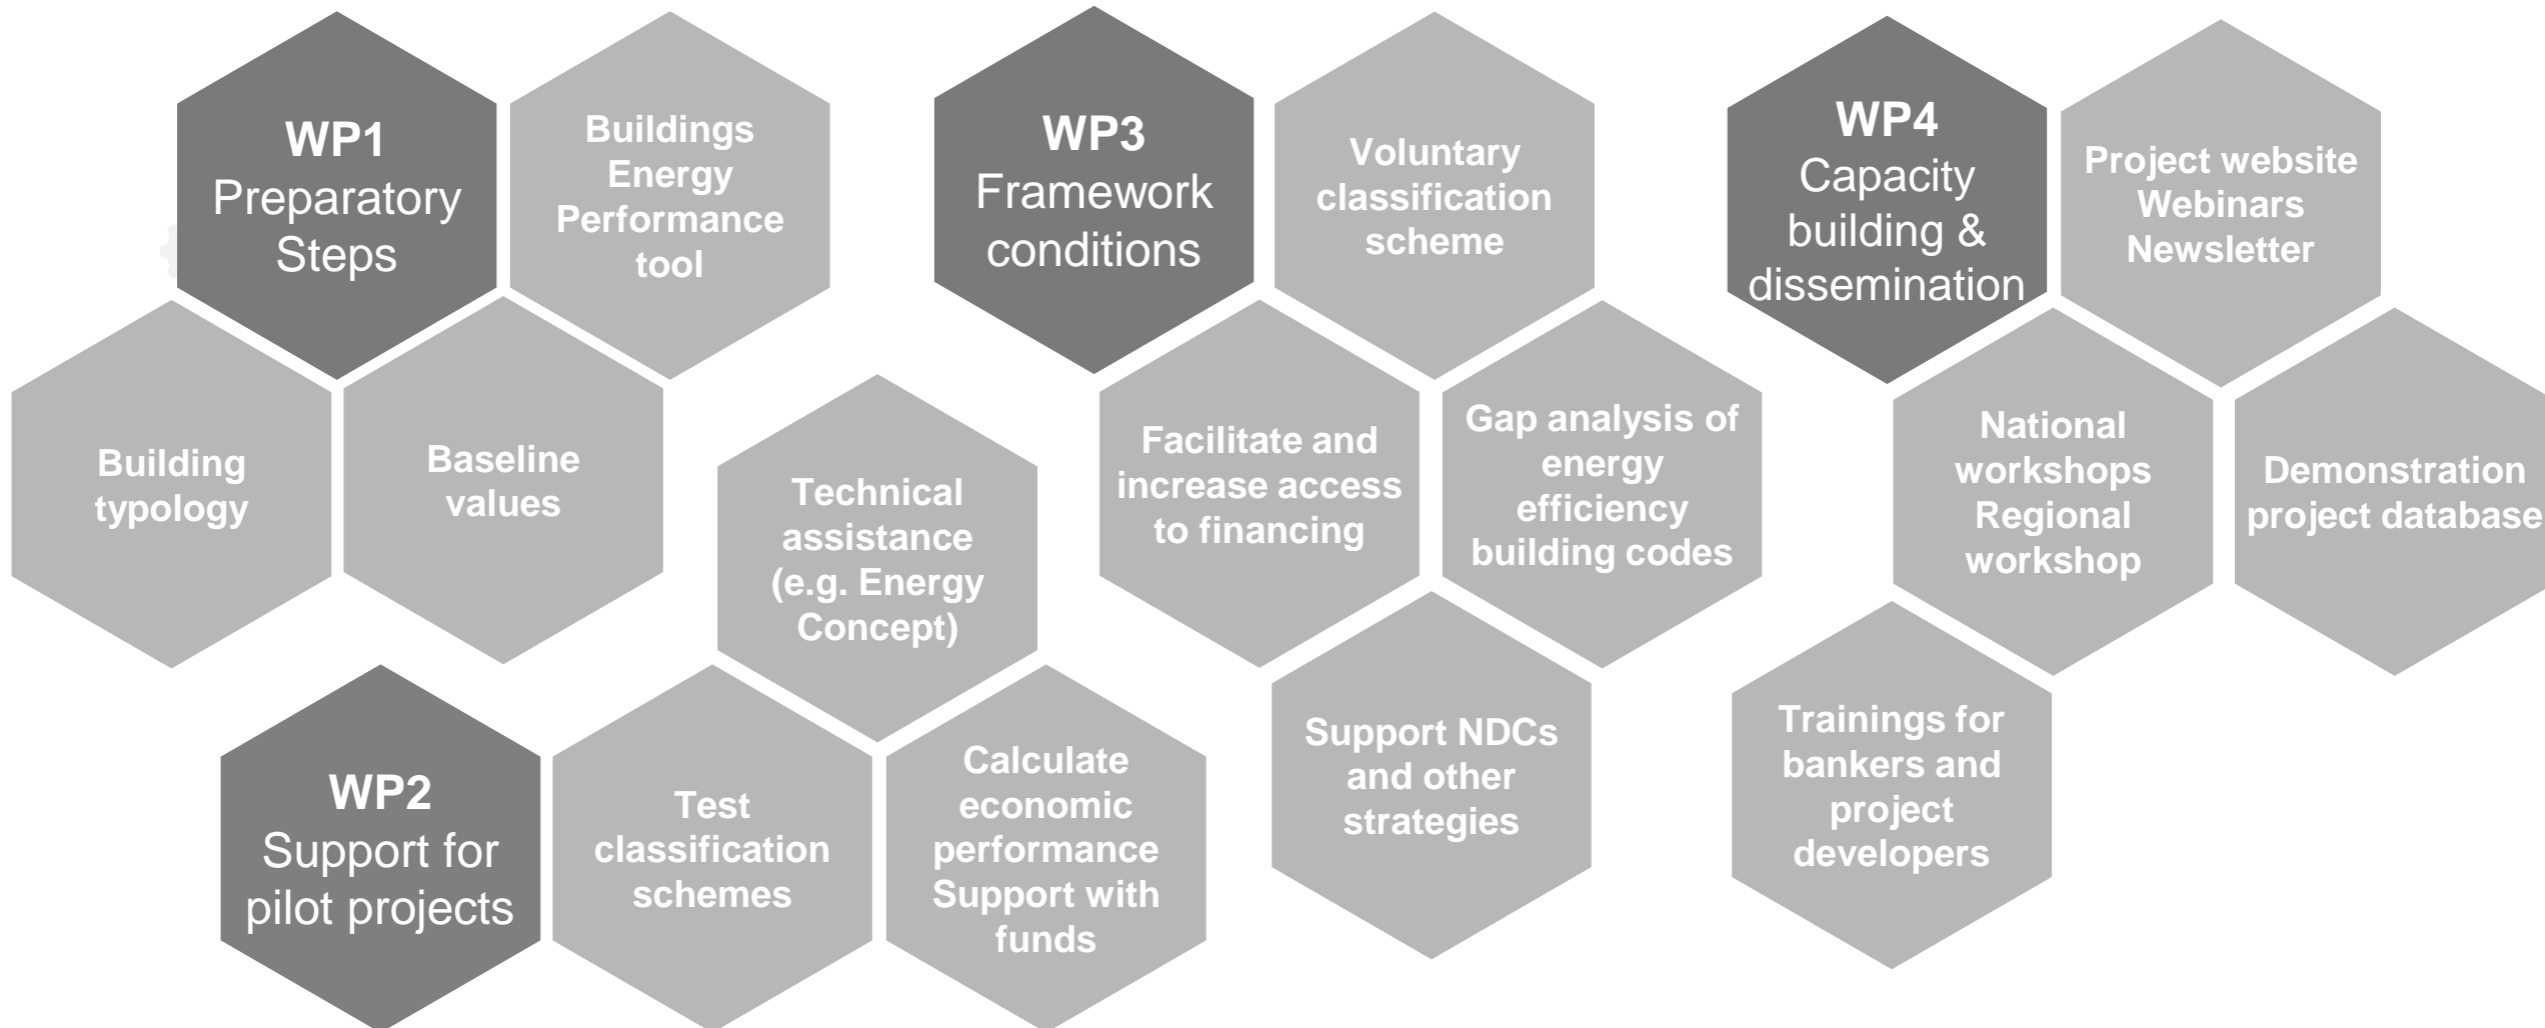 WP1
Preparatory
Steps
Buildings
Energy
Performance
tool
Building
typology
Baseline
values
WP2
Support for
pilot projects
Technical
assistance
(e.g. Energy
Concept)
Test
classification
schemes
Calculate
economic
performance
Support with
funds
WP3
Framework
conditions
Voluntary
classification
scheme
Facilitate and
increase access
to financing
Gap analysis of
energy
efficiency
building codes
Support NDCs
and other
strategies
WP4
Capacity
building &
dissemination
Project website
Webinars
Newsletter
National
workshops
Regional
workshop
Demonstration
project database
Trainings for
bankers and
project
developers